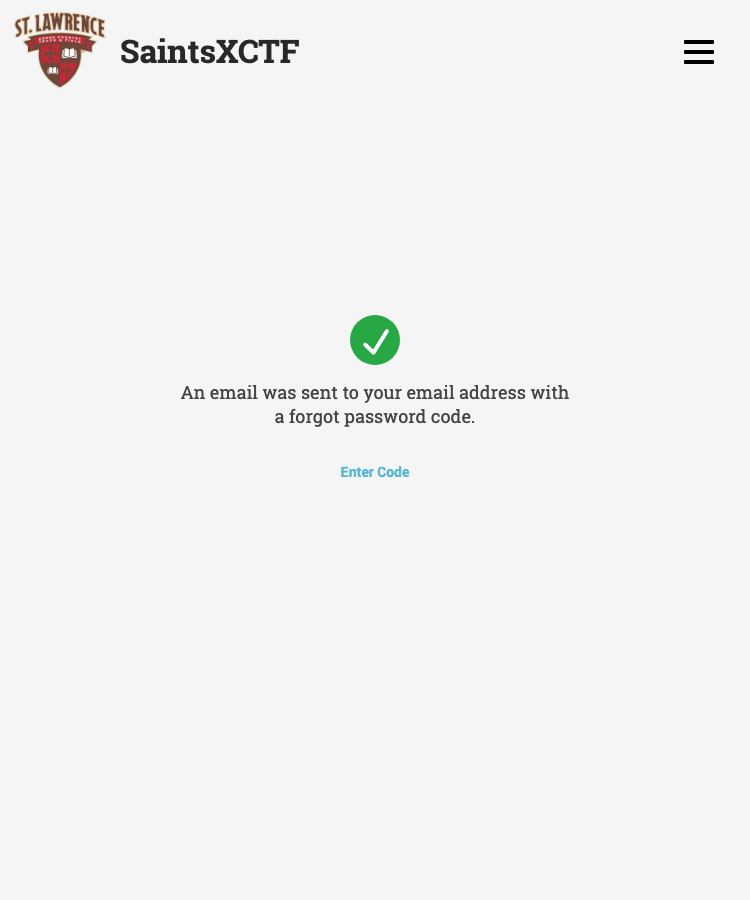 ST. LAWRENCE
SaintsXCTF
An email was sent to your email address with
a forgot password code.
Enter Code